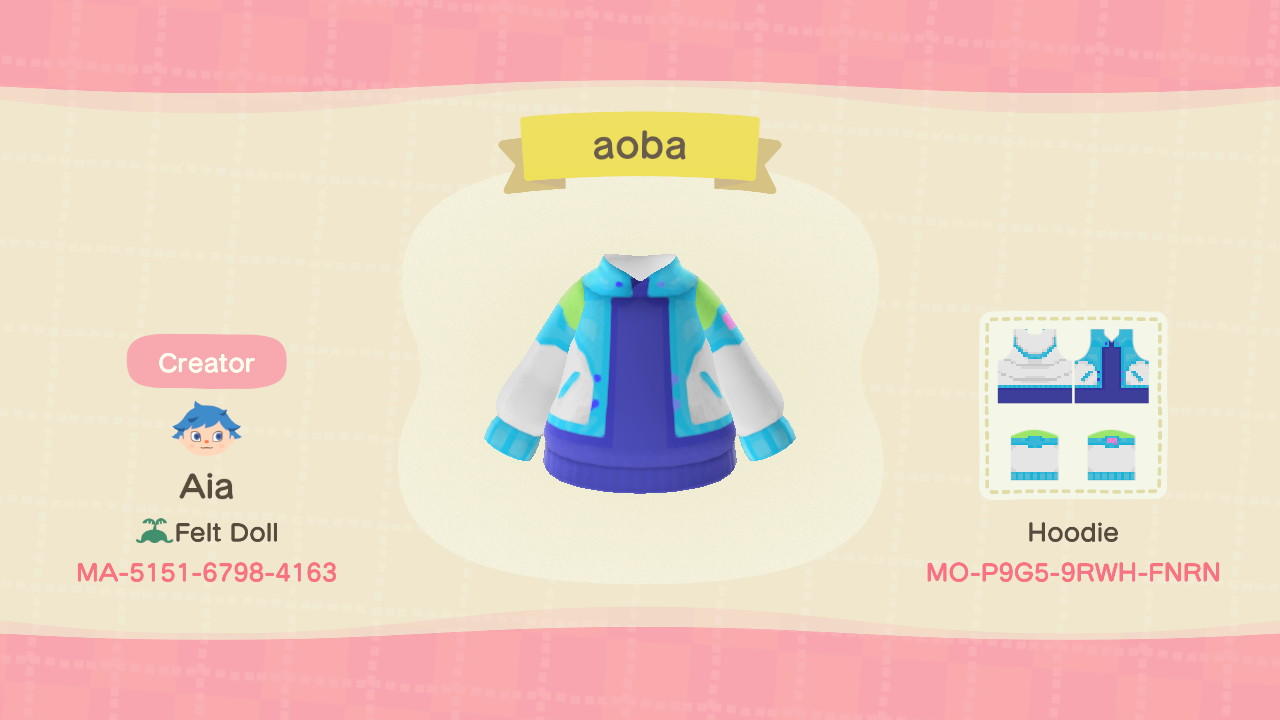 aoba
Creator
Aia
Felt Doll
MA-5151-6798-4163
Hoodie
MO-P9G5-9RWH-FNRN